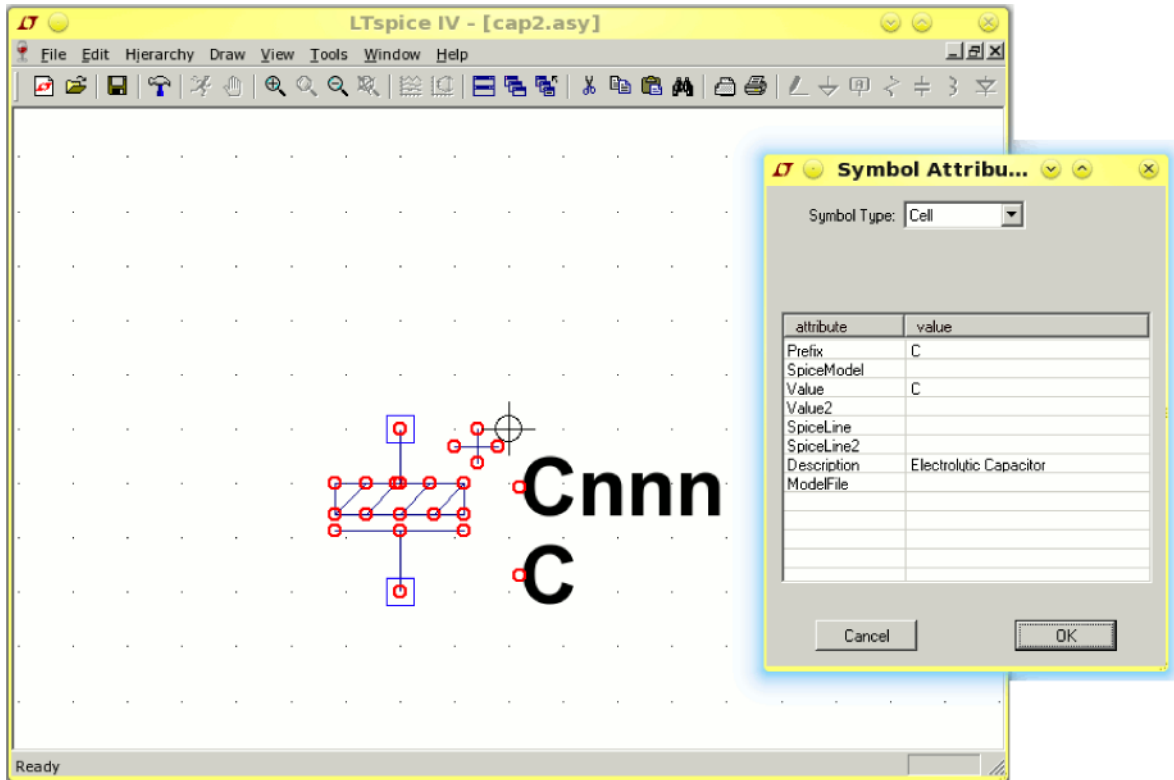 LTspice IV - [cap2.asy]
File Edit Hierarchy Draw View Tools Window Help
Symbol Attribu...
Symbol Type: Cell
attribute value
Prefix C
SpiceModel
Value C
Value2
SpiceLine
SpiceLine2
Description Electrolytic Capacitor
ModelFile
Cnnn
C
Cancel OK
Ready